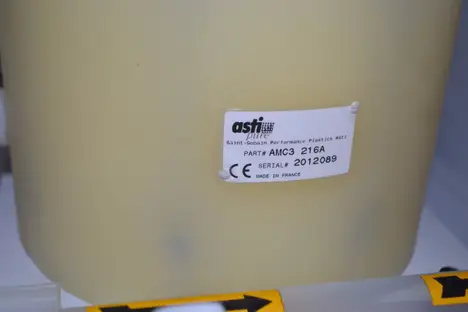 asti
pure
Saint-Gobain Performance Plastics Asti
PART# AMC3 216A
SERIAL# 2012089
CE MADE IN FRANCE